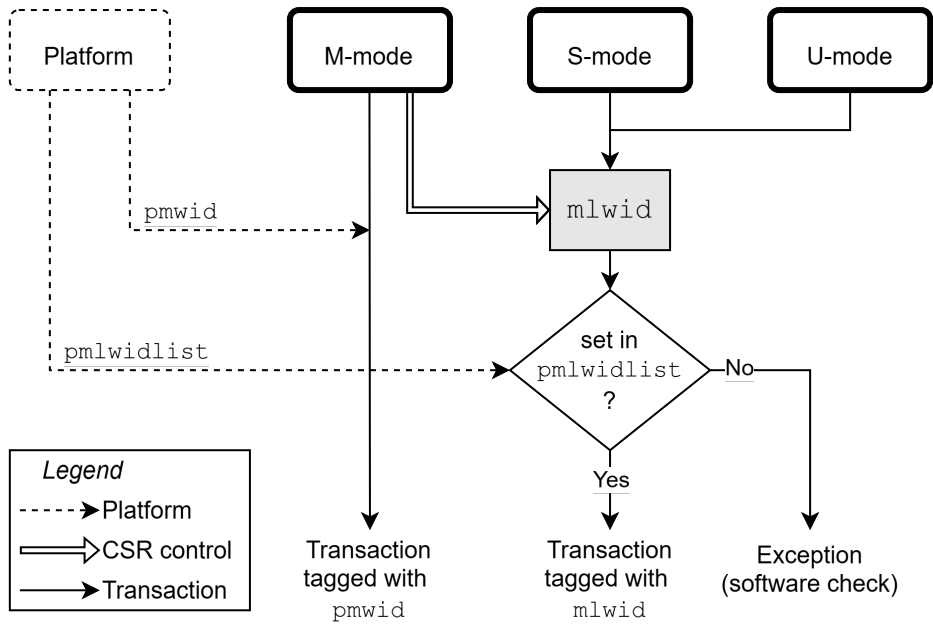 Platform
M-mode
S-mode
U-mode
pmwid
mlwid
pmlwidlist
set in
pmlwidlist
?
No
Yes
Legend
Platform
CSR control
Transaction
Transaction
tagged with
pmwid
Transaction
tagged with
mlwid
Exception
(software check)